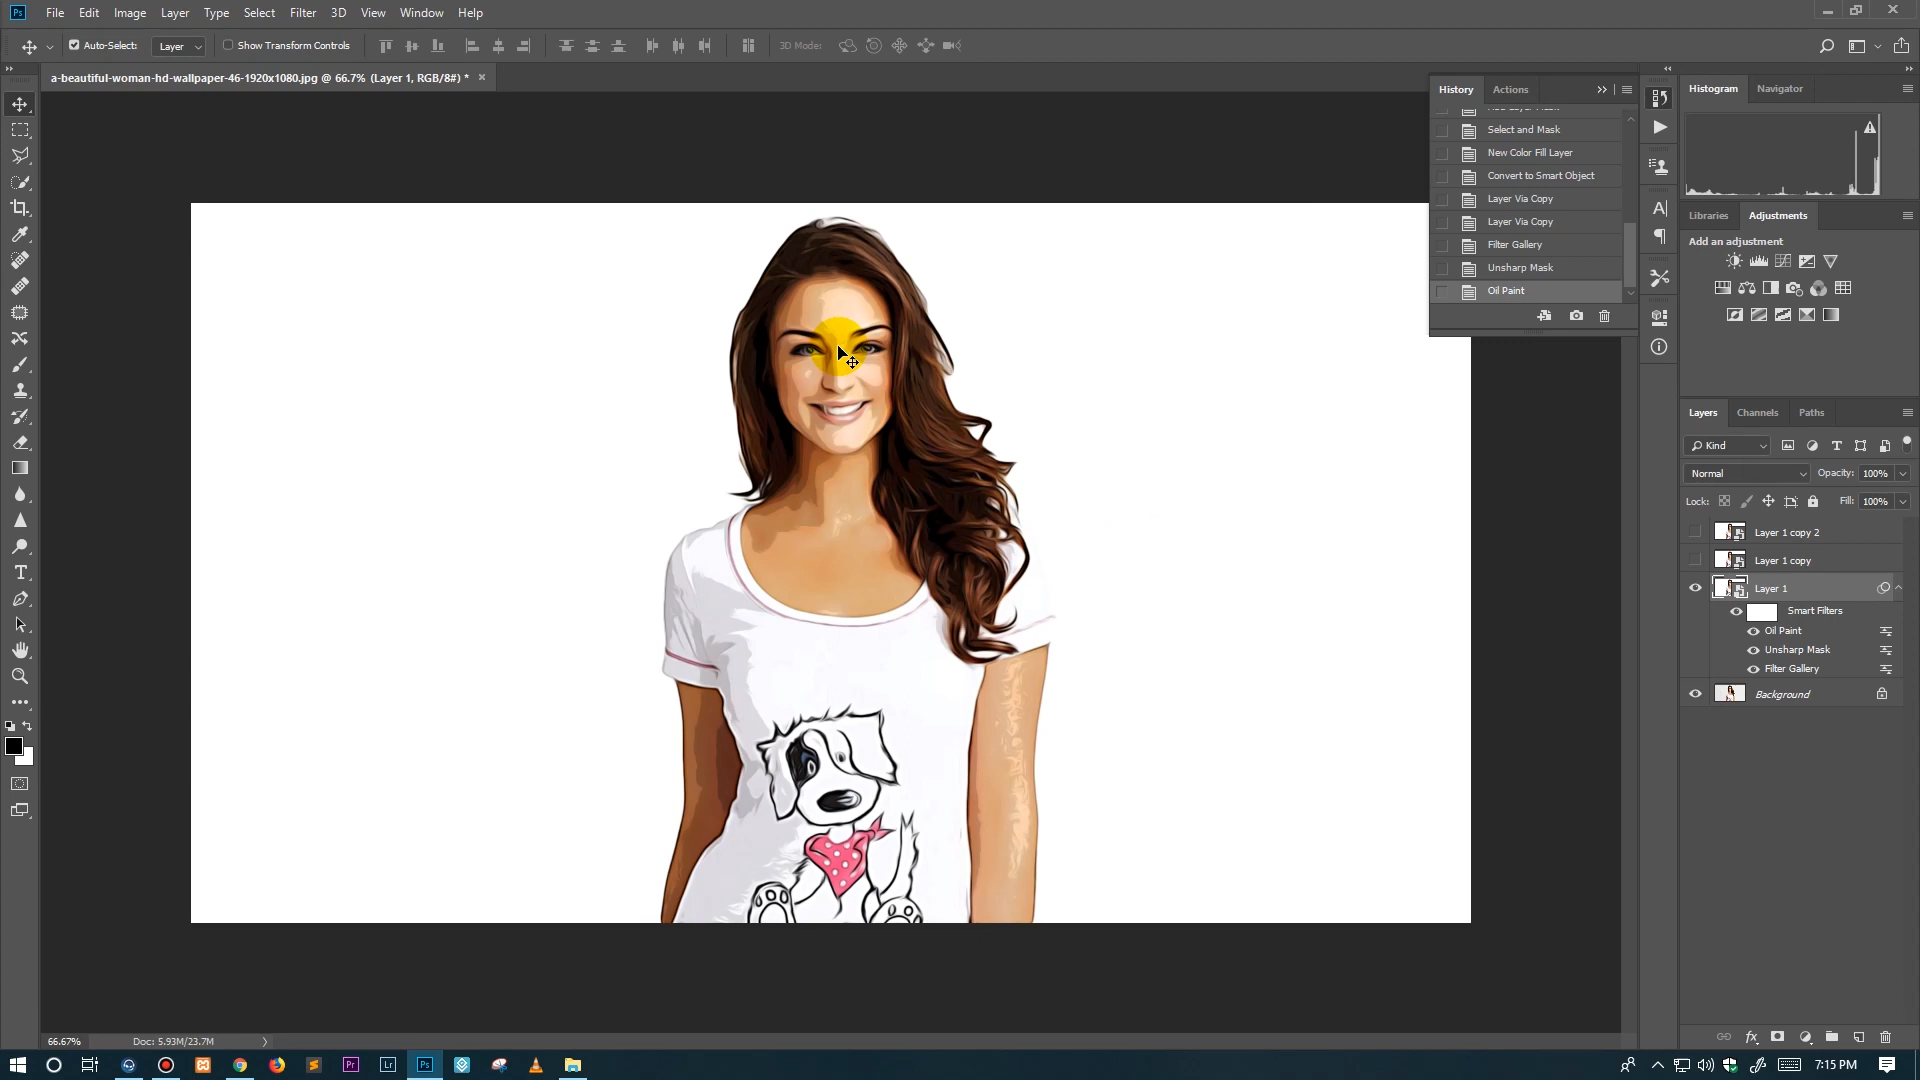 Ps File Edit Image Layer Type Select Filter 3D View Window Help
Auto-Select: Layer Show Transform Controls 3D Mode:
a-beautiful-woman-hd-wallpaper-46-1920x1080.jpg @ 66.7% (Layer 1, RGB/8#) * ×
History Actions
Select and Mask
New Color Fill Layer
Convert to Smart Object
Layer Via Copy
Layer Via Copy
Filter Gallery
Unsharp Mask
Oil Paint
Histogram Navigator
Libraries Adjustments
Add an adjustment
Layers Channels Paths
Kind
Normal Opacity: 100%
Lock: Fill: 100%
Layer 1 copy 2
Layer 1 copy
Layer 1
Smart Filters
Oil Paint
Unsharp Mask
Filter Gallery
Background
66.67% Doc: 5.93M/23.7M
Pr Lr Ps 7:15 PM